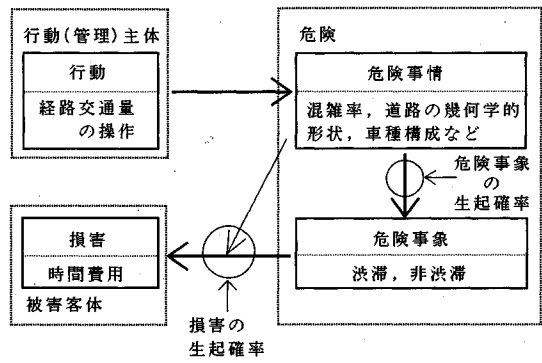 行動(管理)主体
行動
経路交通量
の操作
危険
危険事情
混雑率，道路の幾何学的
形状，車種構成など
危険事象
の
生起確率
危険事象
渋滞，非渋滞
損害
時間費用
被害客体
損害の
生起確率